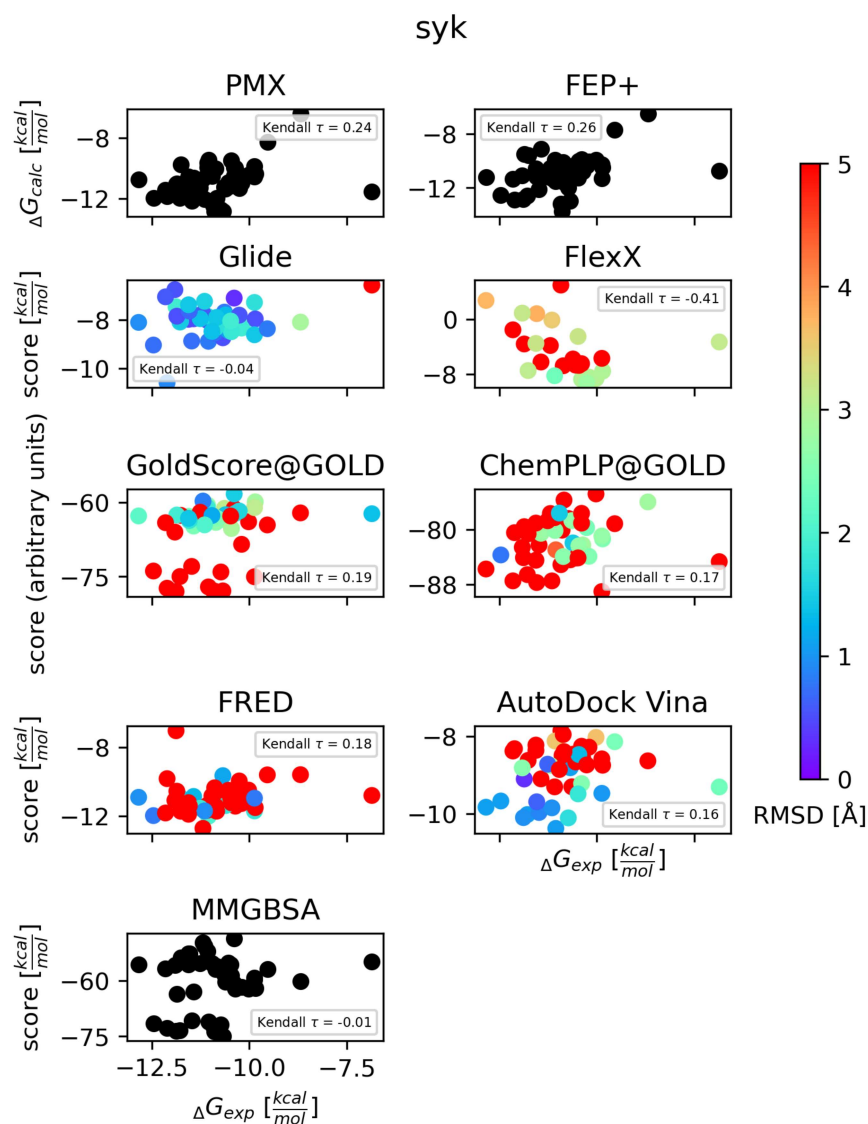 syk
PMX
ΔG_calc [kcal/mol]
−8
−12
Kendall τ = 0.24
FEP+
−8
−12
Kendall τ = 0.26
Glide
score [kcal/mol]
−8
−10
Kendall τ = -0.04
FlexX
0
−8
Kendall τ = -0.41
GoldScore@GOLD
score (arbitrary units)
−60
−75
Kendall τ = 0.19
ChemPLP@GOLD
−80
−88
Kendall τ = 0.17
FRED
score [kcal/mol]
−8
−12
Kendall τ = 0.18
AutoDock Vina
−8
−10
Kendall τ = 0.16
ΔG_exp [kcal/mol]
MMGBSA
score [kcal/mol]
−60
−75
Kendall τ = -0.01
−12.5
−10.0
−7.5
ΔG_exp [kcal/mol]
5
4
3
2
1
0
RMSD [Å]